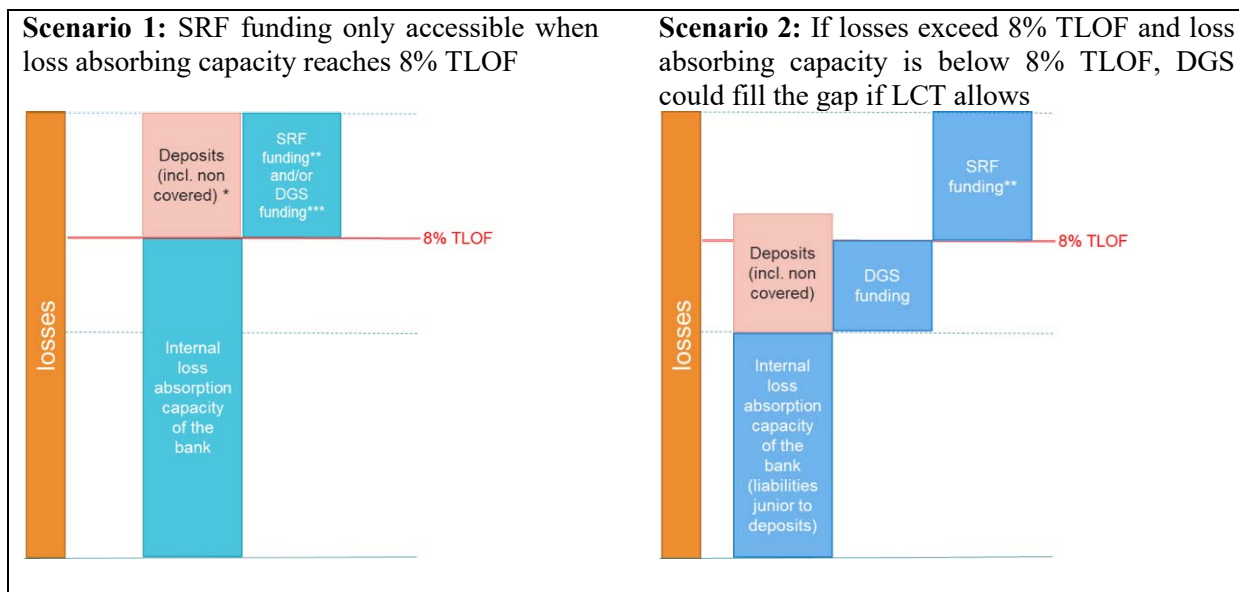 Scenario 1: SRF funding only accessible when
loss absorbing capacity reaches 8% TLOF
losses
Deposits
(incl. non
covered) *
SRF
funding**
and/or
DGS
funding***
8% TLOF
Internal
loss
absorption
capacity
of the
bank
Scenario 2: If losses exceed 8% TLOF and loss
absorbing capacity is below 8% TLOF, DGS
could fill the gap if LCT allows
losses
SRF
funding**
8% TLOF
Deposits
(incl. non
covered)
DGS
funding
Internal
loss
absorption
capacity
of the
bank
(liabilities
junior to
deposits)